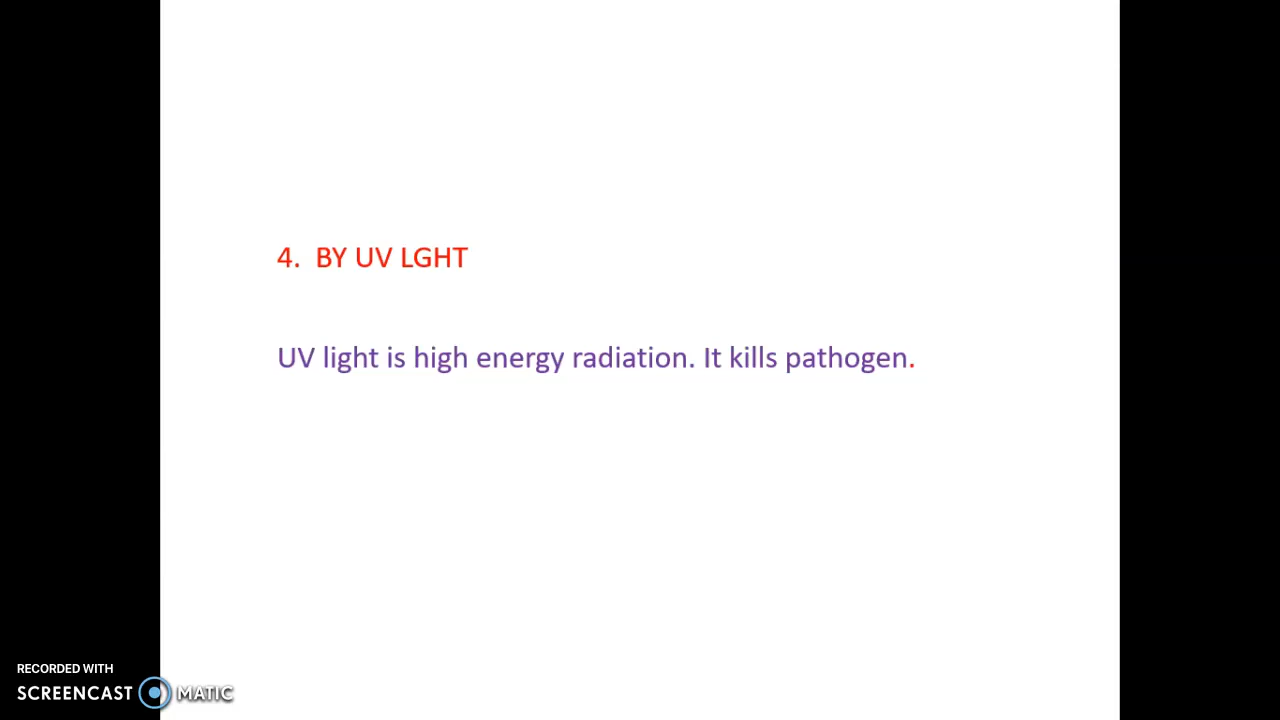 4. BY UV LGHT
UV light is high energy radiation. It kills pathogen.
RECORDED WITH
SCREENCAST MATIC